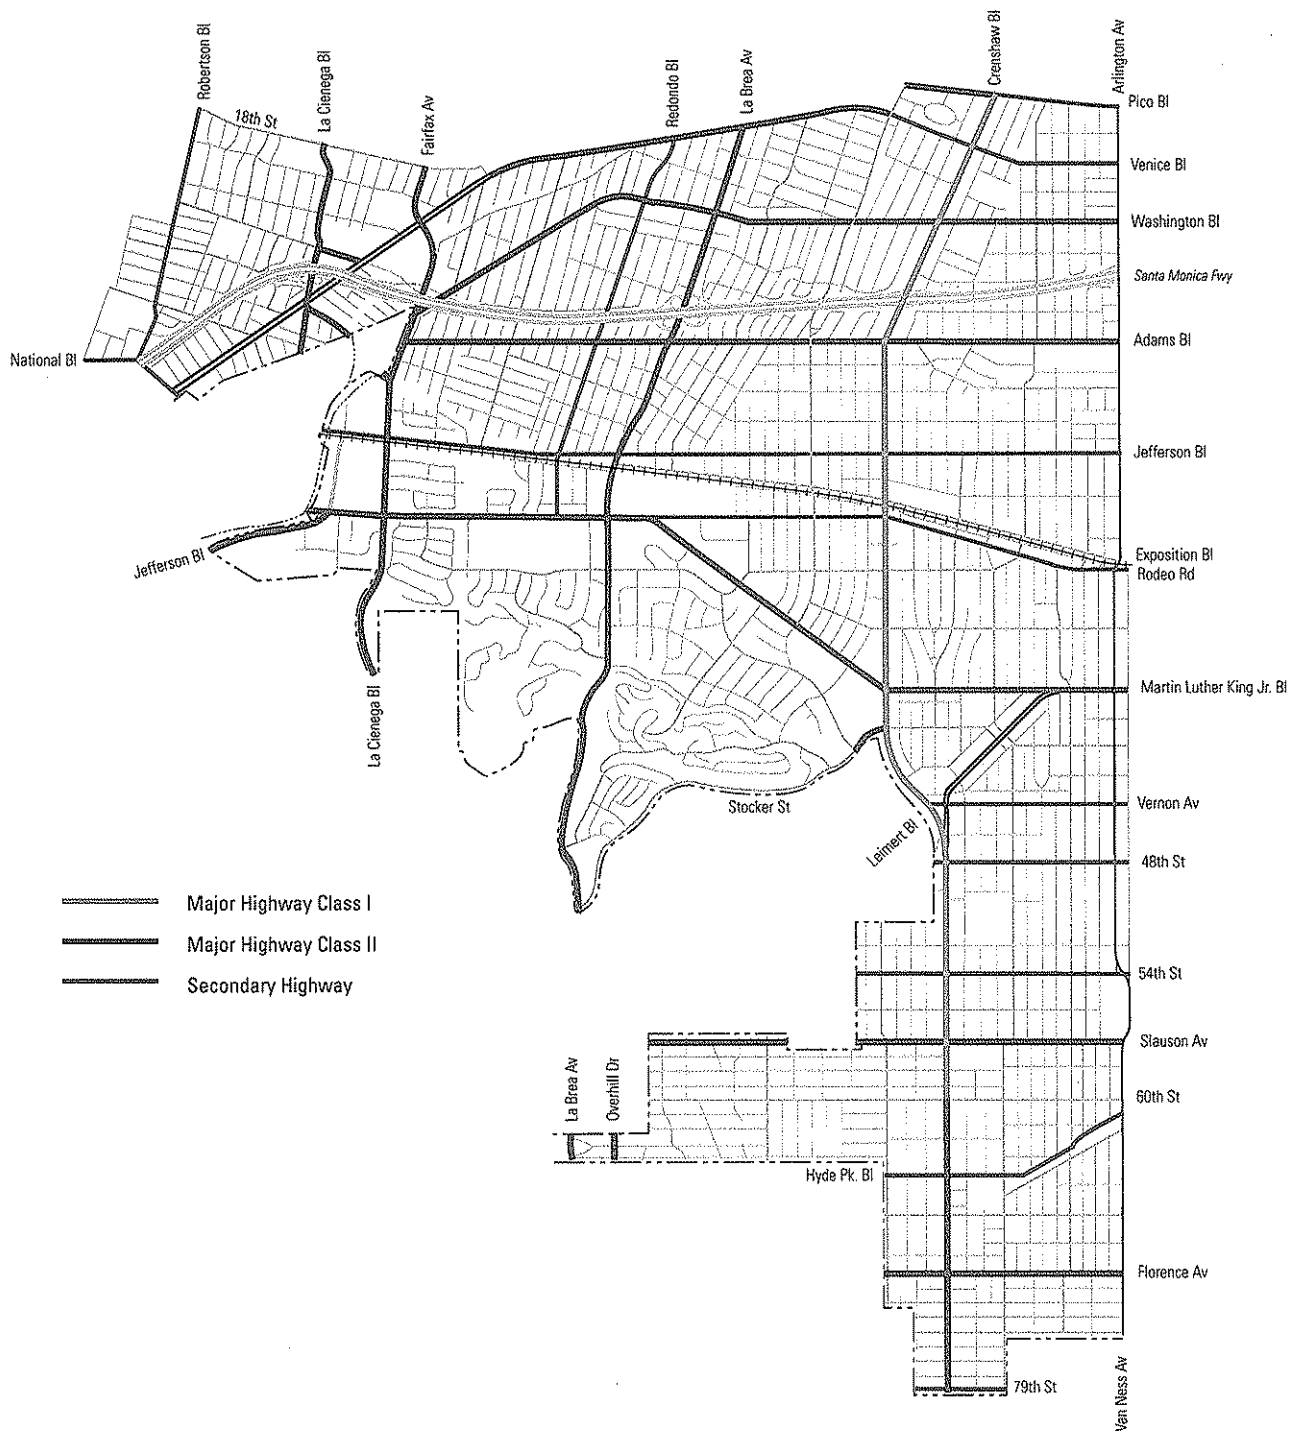 Robertson Bl
18th St
La Cienega Bl
Fairfax Av
Redondo Bl
La Brea Av
Crenshaw Bl
Arlington Av
Pico Bl
Venice Bl
Washington Bl
Santa Monica Fwy
Adams Bl
National Bl
Jefferson Bl
Jefferson Bl
Exposition Bl
Rodeo Rd
La Cienega Bl
Martin Luther King Jr. Bl
Stocker St
Leimert Bl
Vernon Av
48th St
Major Highway Class I
Major Highway Class II
Secondary Highway
54th St
Slauson Av
La Brea Av
Overhill Dr
60th St
Hyde Pk. Bl
Florence Av
79th St
Van Ness Av